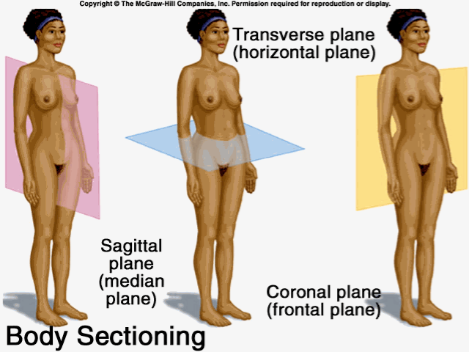 Copyright © The McGraw-Hill Companies, Inc. Permission required for reproduction or display.
Transverse plane
(horizontal plane)
Sagittal
plane
(median
plane)
Coronal plane
(frontal plane)
Body Sectioning